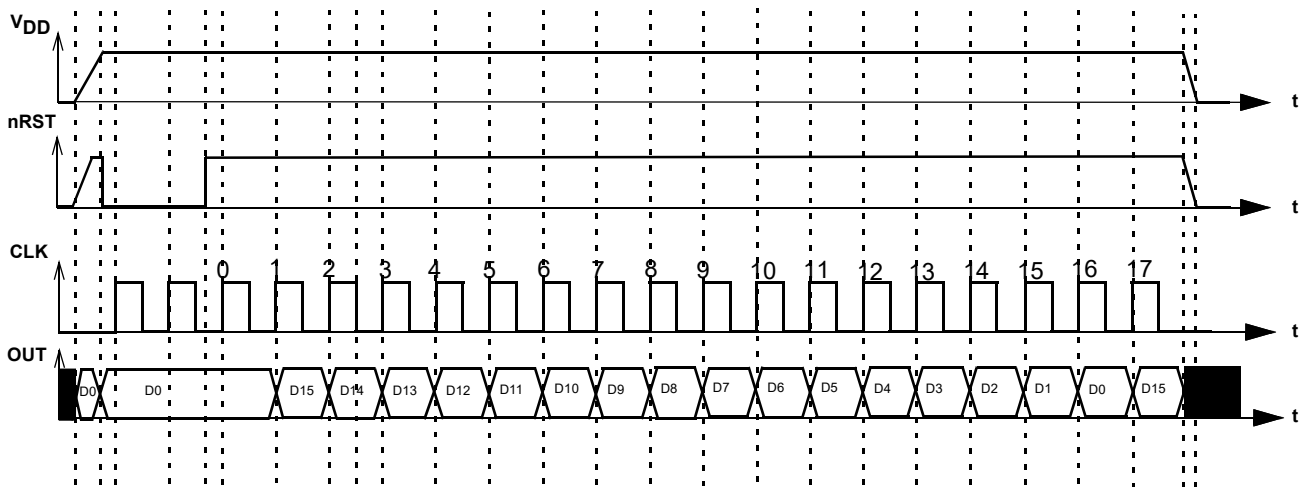 VDD
t
nRST
t
CLK
0 1 2 3 4 5 6 7 8 9 10 11 12 13 14 15 16 17
t
OUT
D0 D0 D15 D14 D13 D12 D11 D10 D9 D8 D7 D6 D5 D4 D3 D2 D1 D0 D15
t